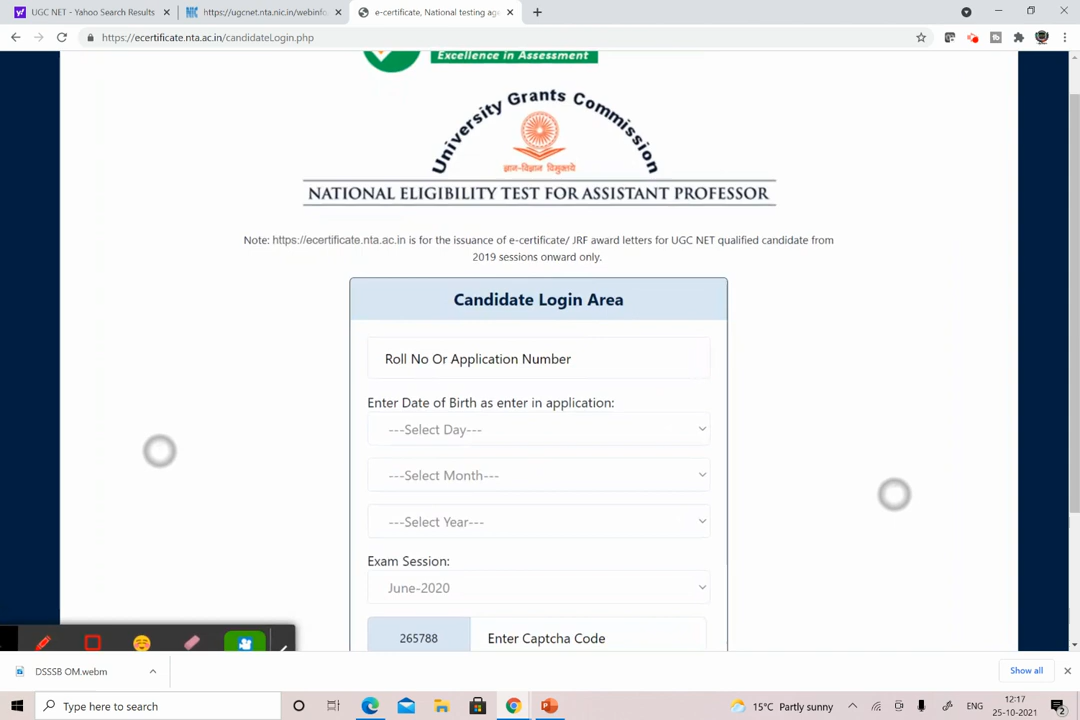 UGC NET - Yahoo Search Results
https://ugcnet.nta.nic.in/webinfo.
e-certificate, National testing age
https://ecertificate.nta.ac.in/candidateLogin.php
Excellence in Assessment
University Grants Commission
ज्ञान-विज्ञान विमुक्तये
NATIONAL ELIGIBILITY TEST FOR ASSISTANT PROFESSOR
Note: https://ecertificate.nta.ac.in is for the issuance of e-certificate/ JRF award letters for UGC NET qualified candidate from
2019 sessions onward only.
Candidate Login Area
Roll No Or Application Number
Enter Date of Birth as enter in application:
---Select Day---
---Select Month---
---Select Year---
Exam Session:
June-2020
265788
Enter Captcha Code
DSSSB OM.webm
Show all
Type here to search
15°C Partly sunny
ENG
12:17
25-10-2021
2